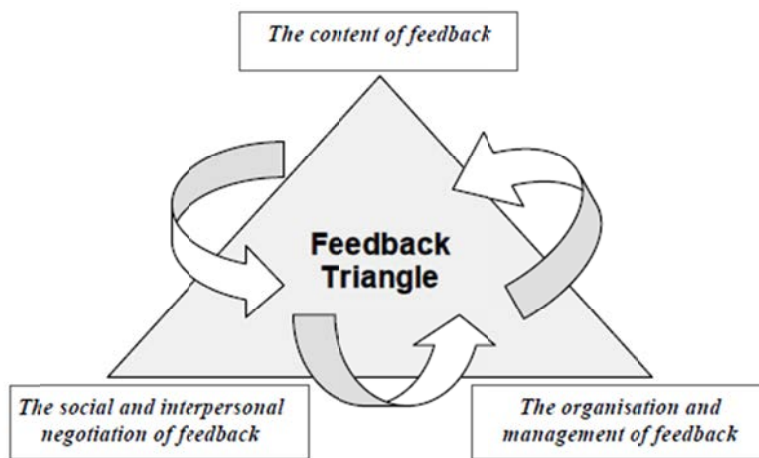 The content of feedback
Feedback
Triangle
The social and interpersonal
negotiation of feedback
The organisation and
management of feedback